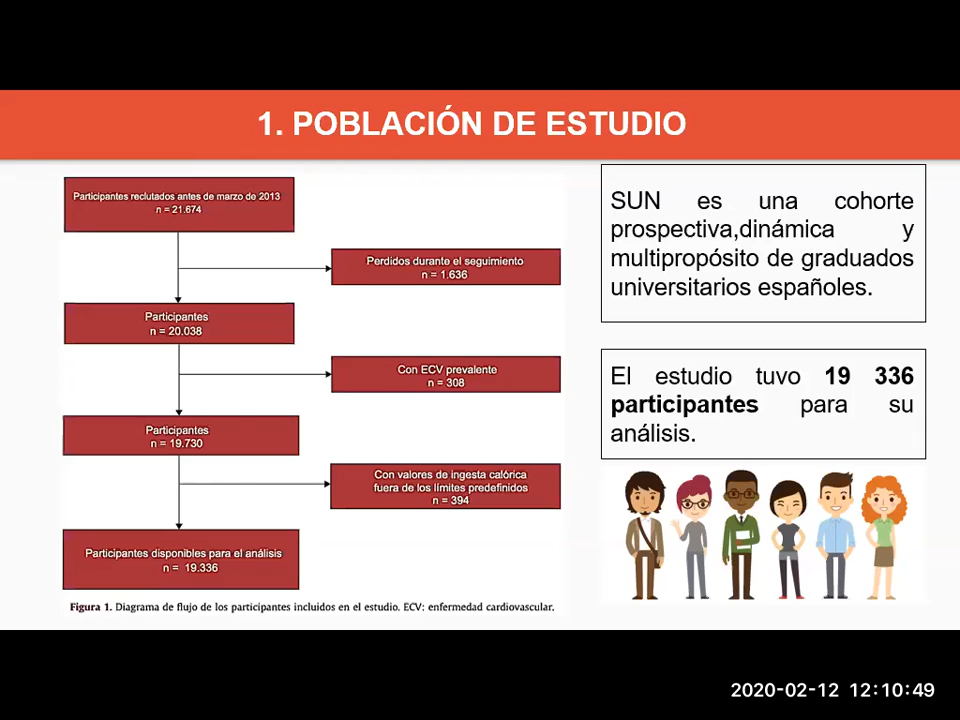 1. POBLACIÓN DE ESTUDIO
Participantes reclutados antes de marzo de 2013
n = 21.674
Perdidos durante el seguimiento
n = 1.636
Participantes
n = 20.038
Con ECV prevalente
n = 308
Participantes
n = 19.730
Con valores de ingesta calórica
fuera de los límites predefinidos
n = 394
Participantes disponibles para el análisis
n = 19.336
Figura 1. Diagrama de flujo de los participantes incluidos en el estudio. ECV: enfermedad cardiovascular.
SUN es una cohorte
prospectiva,dinámica y
multipropósito de graduados
universitarios españoles.
El estudio tuvo 19 336
participantes para su
análisis.
2020-02-12 12:10:49